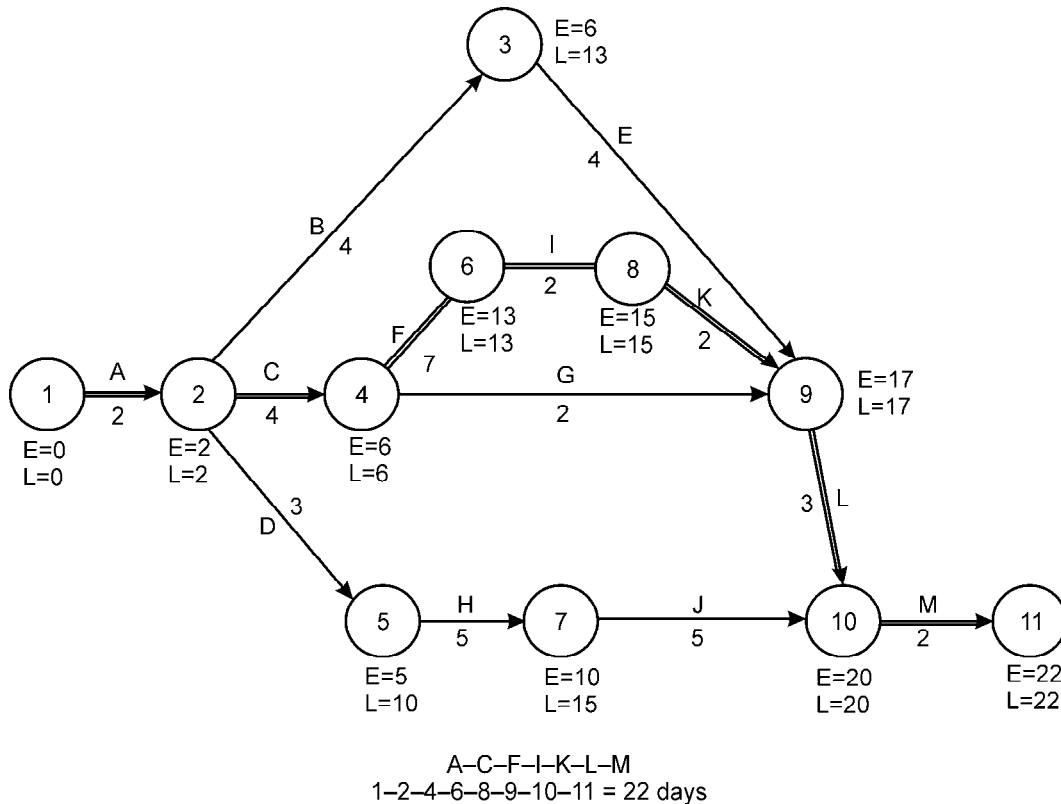 3
E=6
L=13
E
4
B
4
6
I
2
8
E=13
L=13
E=15
L=15
F
7
K
2
1
A
2
2
C
4
4
G
2
9
E=17
L=17
E=0
L=0
E=2
L=2
E=6
L=6
3
D
3
L
5
H
5
7
J
5
10
M
2
11
E=5
L=10
E=10
L=15
E=20
L=20
E=22
L=22
A–C–F–I–K–L–M
1–2–4–6–8–9–10–11 = 22 days